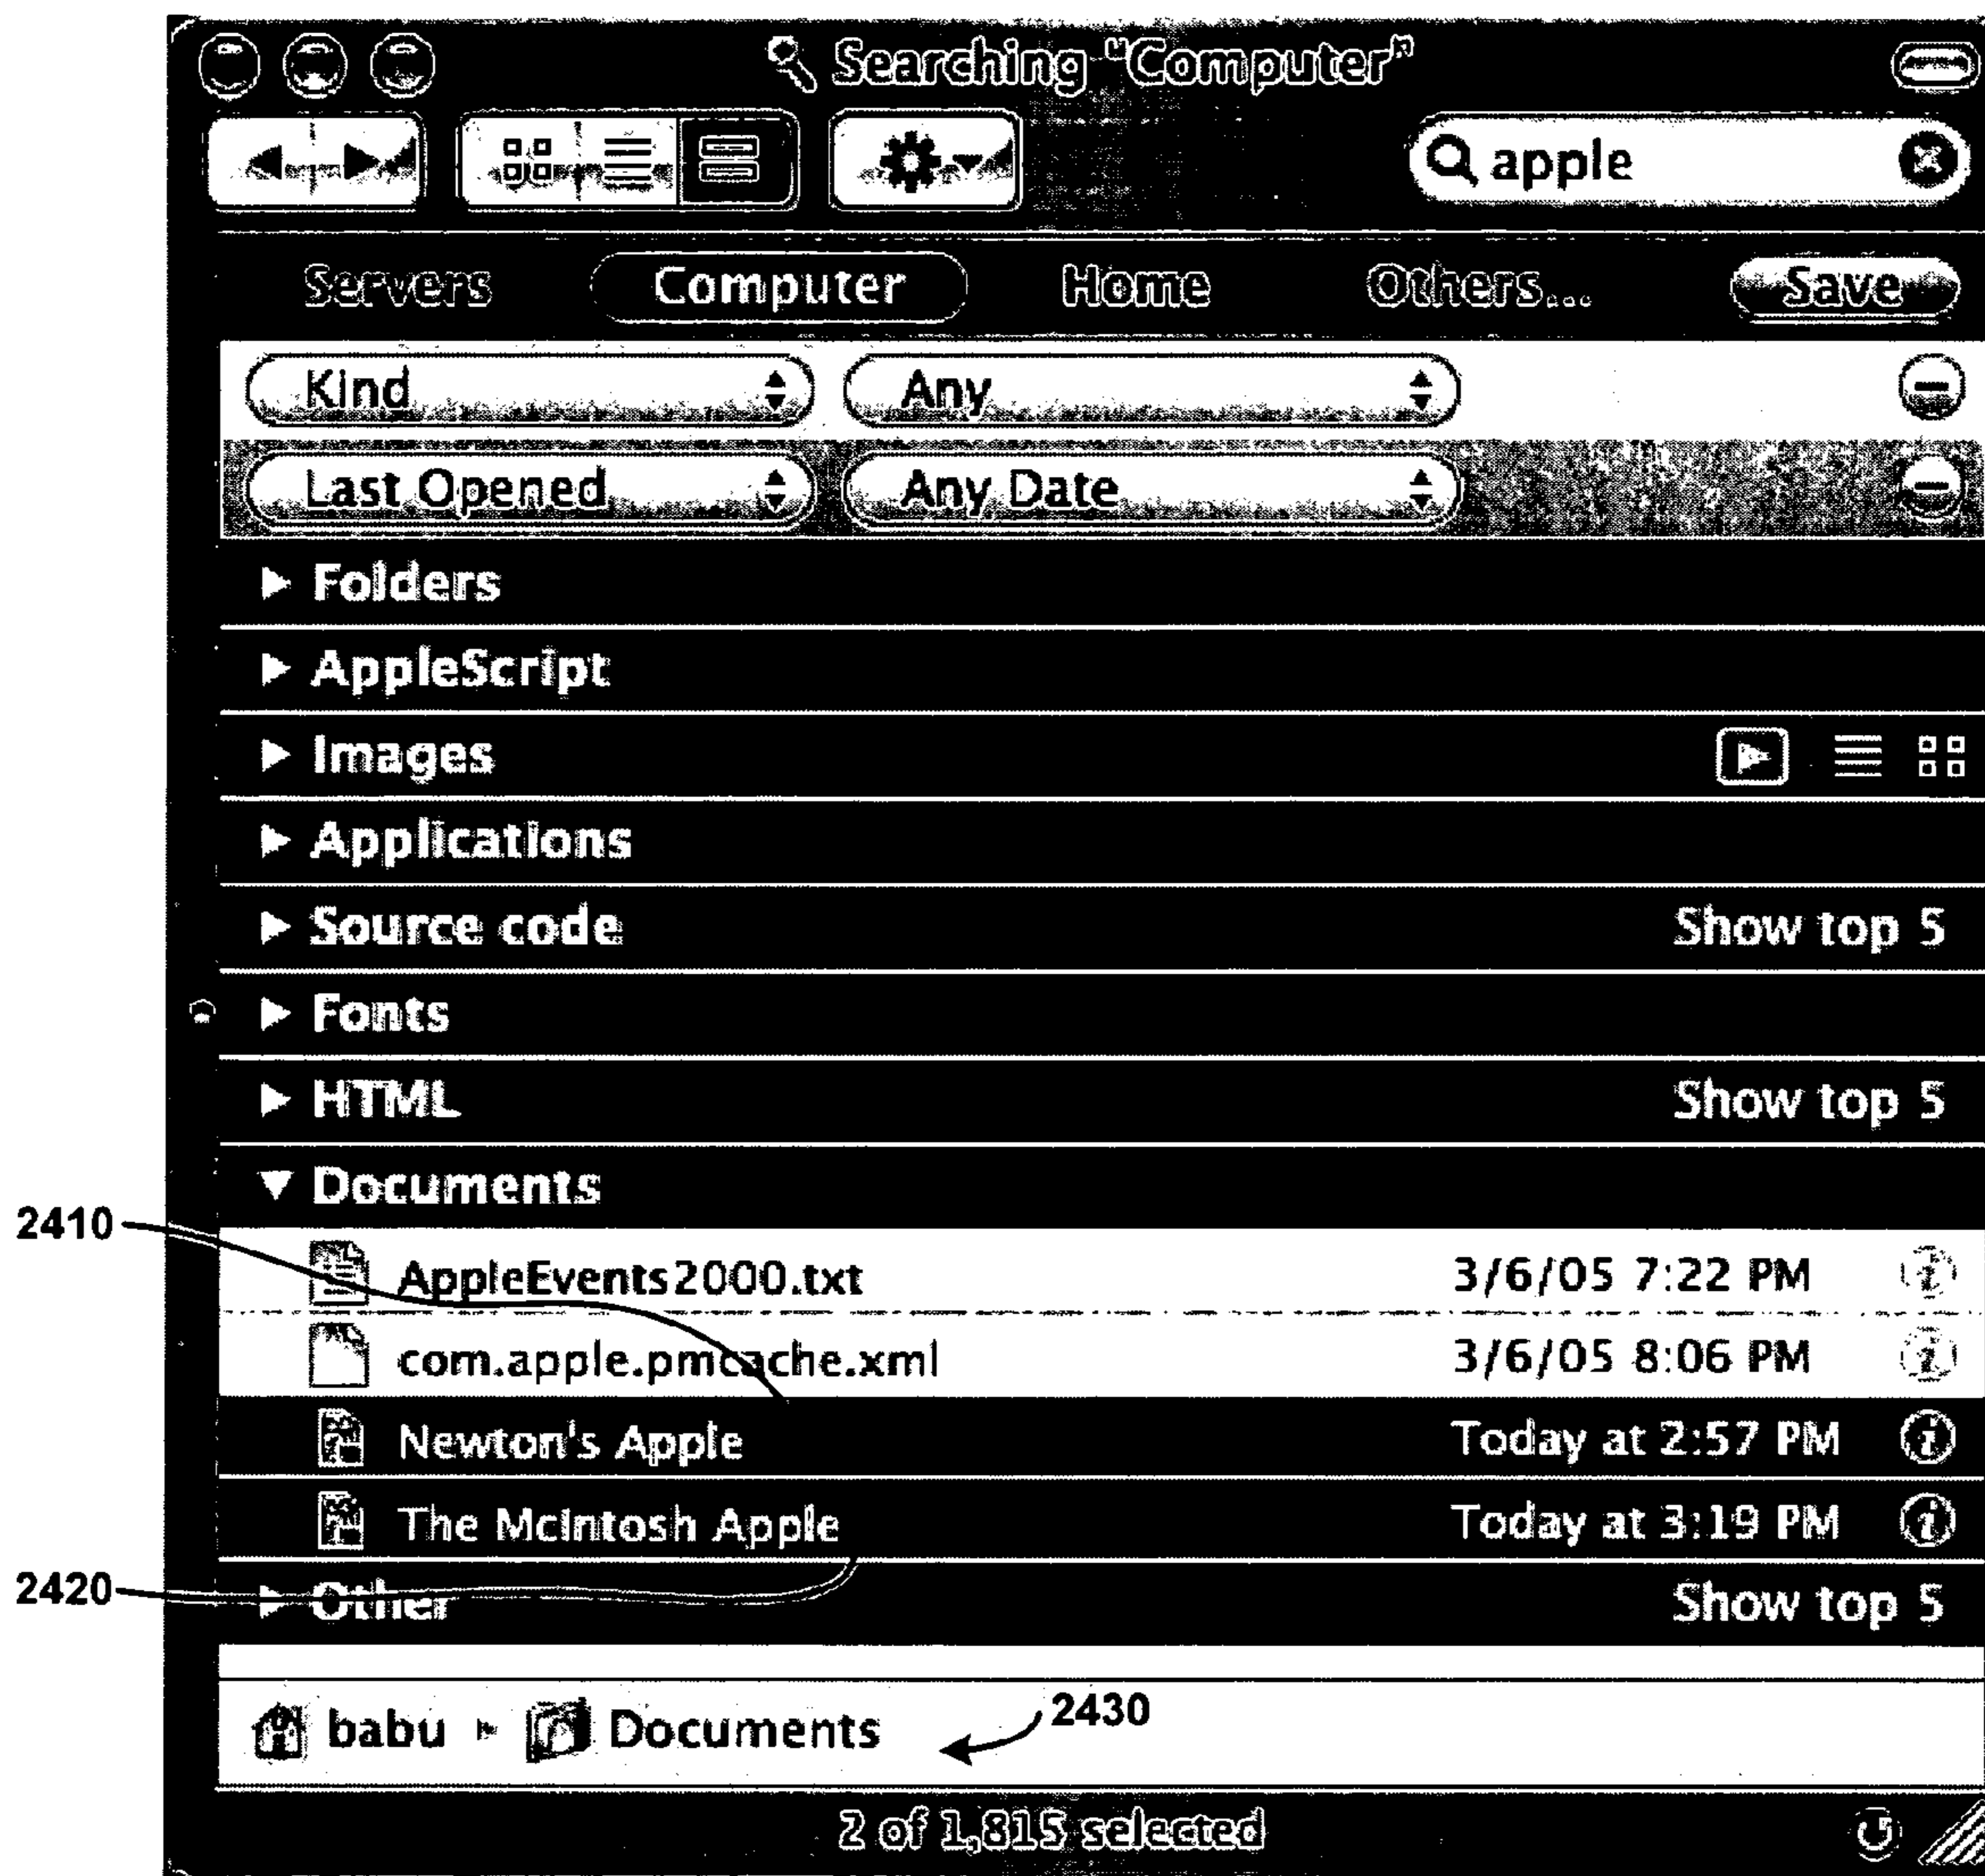 Searching "Computer"
apple
Servers Computer Home Others... Save
Kind Any
Last Opened Any Date
Folders
AppleScript
Images
Applications
Source code Show top 5
Fonts
HTML Show top 5
Documents
2410
AppleEvents2000.txt 3/6/05 7:22 PM
com.apple.pmcache.xml 3/6/05 8:06 PM
Newton's Apple Today at 2:57 PM
The McIntosh Apple Today at 3:19 PM
2420
Other Show top 5
babu Documents 2430
2 of 1,815 selected